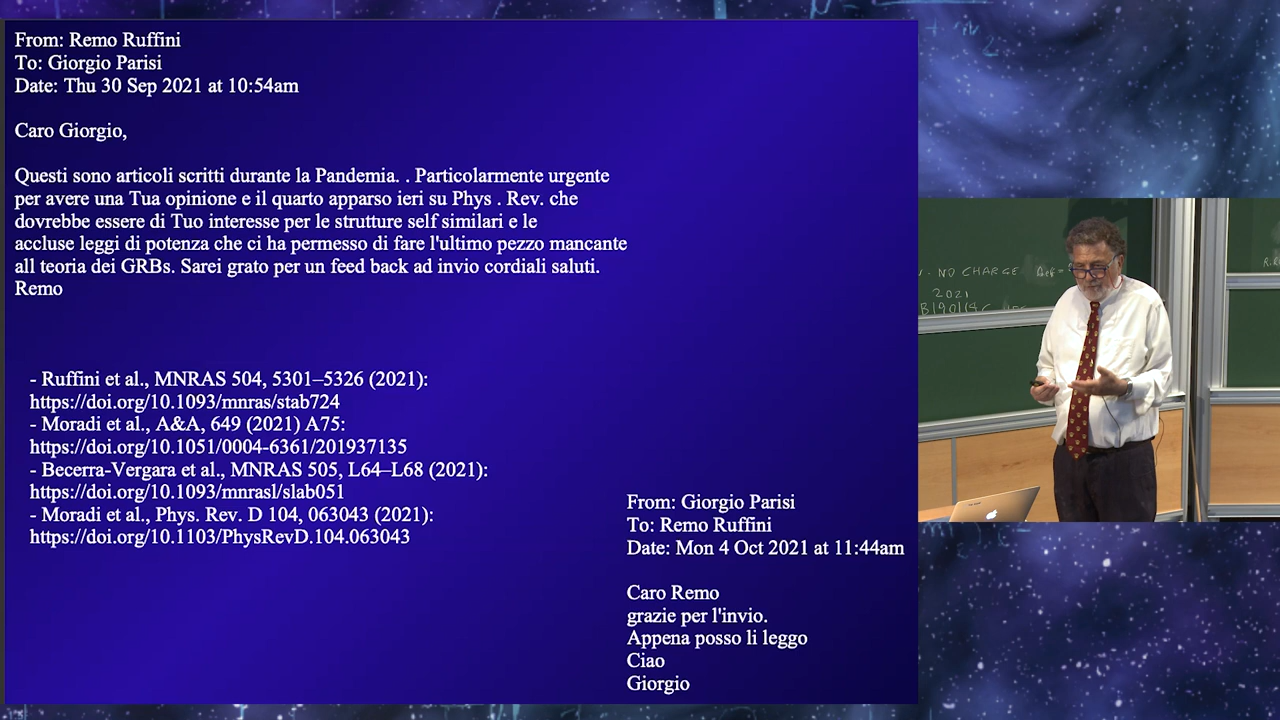 From: Remo Ruffini
To: Giorgio Parisi
Date: Thu 30 Sep 2021 at 10:54am
Caro Giorgio,
Questi sono articoli scritti durante la Pandemia. . Particolarmente urgente
per avere una Tua opinione e il quarto apparso ieri su Phys . Rev. che
dovrebbe essere di Tuo interesse per le strutture self similari e le
accluse leggi di potenza che ci ha permesso di fare l'ultimo pezzo mancante
all teoria dei GRBs. Sarei grato per un feed back ad invio cordiali saluti.
Remo
- Ruffini et al., MNRAS 504, 5301–5326 (2021):
https://doi.org/10.1093/mnras/stab724
- Moradi et al., A&A, 649 (2021) A75:
https://doi.org/10.1051/0004-6361/201937135
- Becerra-Vergara et al., MNRAS 505, L64–L68 (2021):
https://doi.org/10.1093/mnrasl/slab051
- Moradi et al., Phys. Rev. D 104, 063043 (2021):
https://doi.org/10.1103/PhysRevD.104.063043
From: Giorgio Parisi
To: Remo Ruffini
Date: Mon 4 Oct 2021 at 11:44am
Caro Remo
grazie per l'invio.
Appena posso li leggo
Ciao
Giorgio
- NO CHARGE
2021